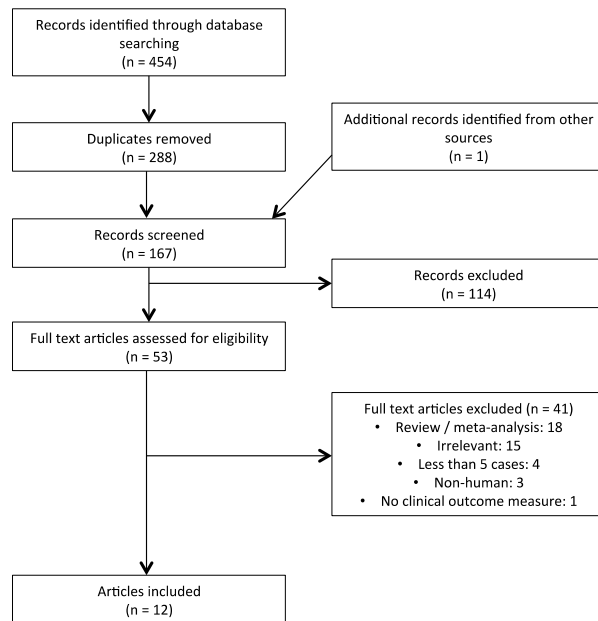 Records identified through database
searching
(n = 454)
Duplicates removed
(n = 288)
Additional records identified from other
sources
(n = 1)
Records screened
(n = 167)
Records excluded
(n = 114)
Full text articles assessed for eligibility
(n = 53)
Full text articles excluded (n = 41)
• Review / meta-analysis: 18
• Irrelevant: 15
• Less than 5 cases: 4
• Non-human: 3
• No clinical outcome measure: 1
Articles included
(n = 12)